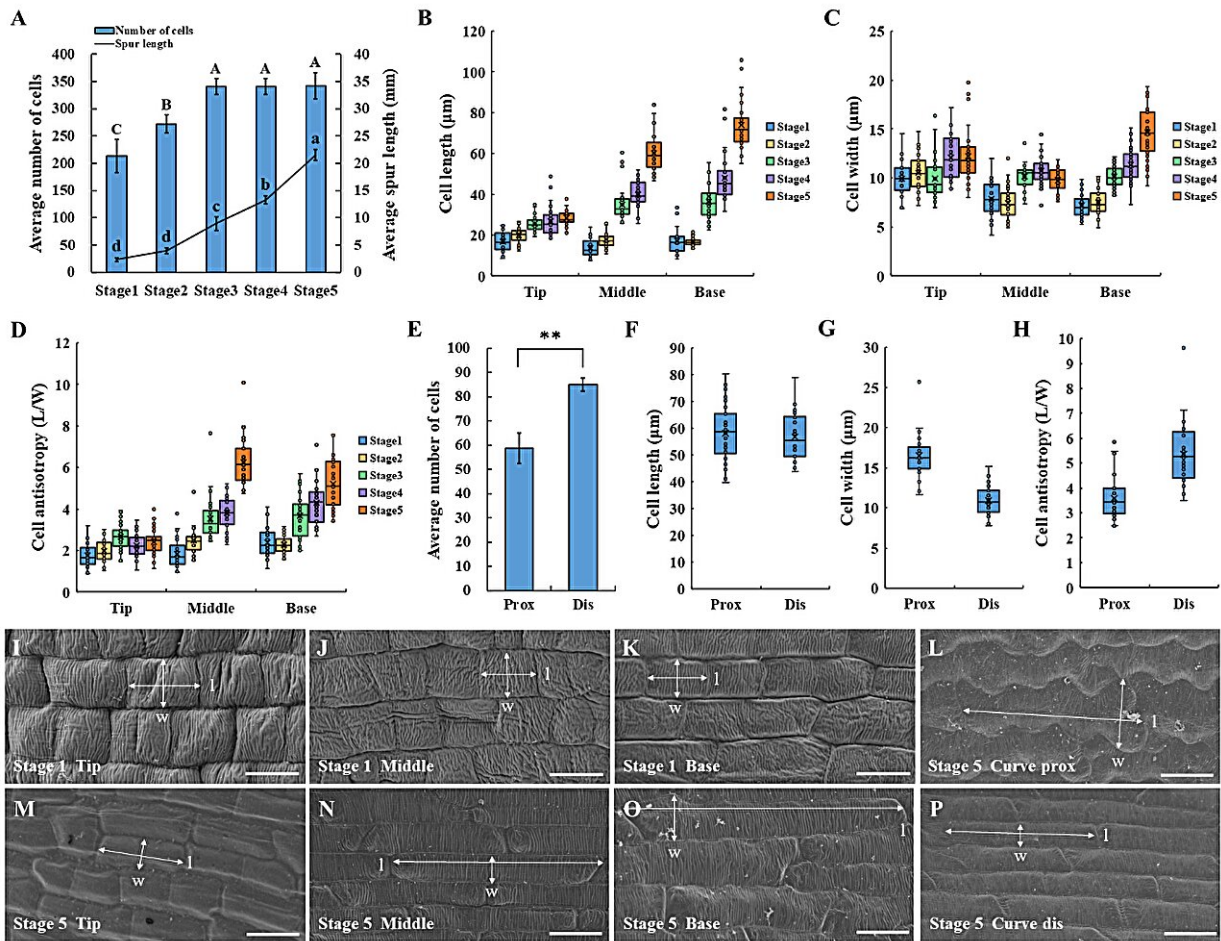 A
Number of cells
Spur length
Average number of cells
400
350
300
250
200
150
100
50
0
C
B
A
A
A
d
d
c
b
a
Stage1 Stage2 Stage3 Stage4 Stage5
40
35
30
25
20
15
10
5
0
Average spur length (mm)
B
Cell length (µm)
120
100
80
60
40
20
0
Tip Middle Base
Stage1
Stage2
Stage3
Stage4
Stage5
C
Cell width (µm)
25
20
15
10
5
0
Tip Middle Base
Stage1
Stage2
Stage3
Stage4
Stage5
D
Cell antisotropy (L/W)
12
10
8
6
4
2
0
Tip Middle Base
Stage1
Stage2
Stage3
Stage4
Stage5
E
Average number of cells
100
90
80
70
60
50
40
30
20
10
0
**
Prox Dis
F
Cell length (µm)
90
80
70
60
50
40
30
20
10
0
Prox Dis
G
Cell width (µm)
30
25
20
15
10
5
0
Prox Dis
H
Cell antisotropy (L/W)
10
9
8
7
6
5
4
3
2
1
0
Prox Dis
I
l
w
Stage 1 Tip
J
l
w
Stage 1 Middle
K
l
w
Stage 1 Base
L
l
w
Stage 5 Curve prox
M
l
w
Stage 5 Tip
N
l
w
Stage 5 Middle
O
l
w
Stage 5 Base
P
l
w
Stage 5 Curve dis